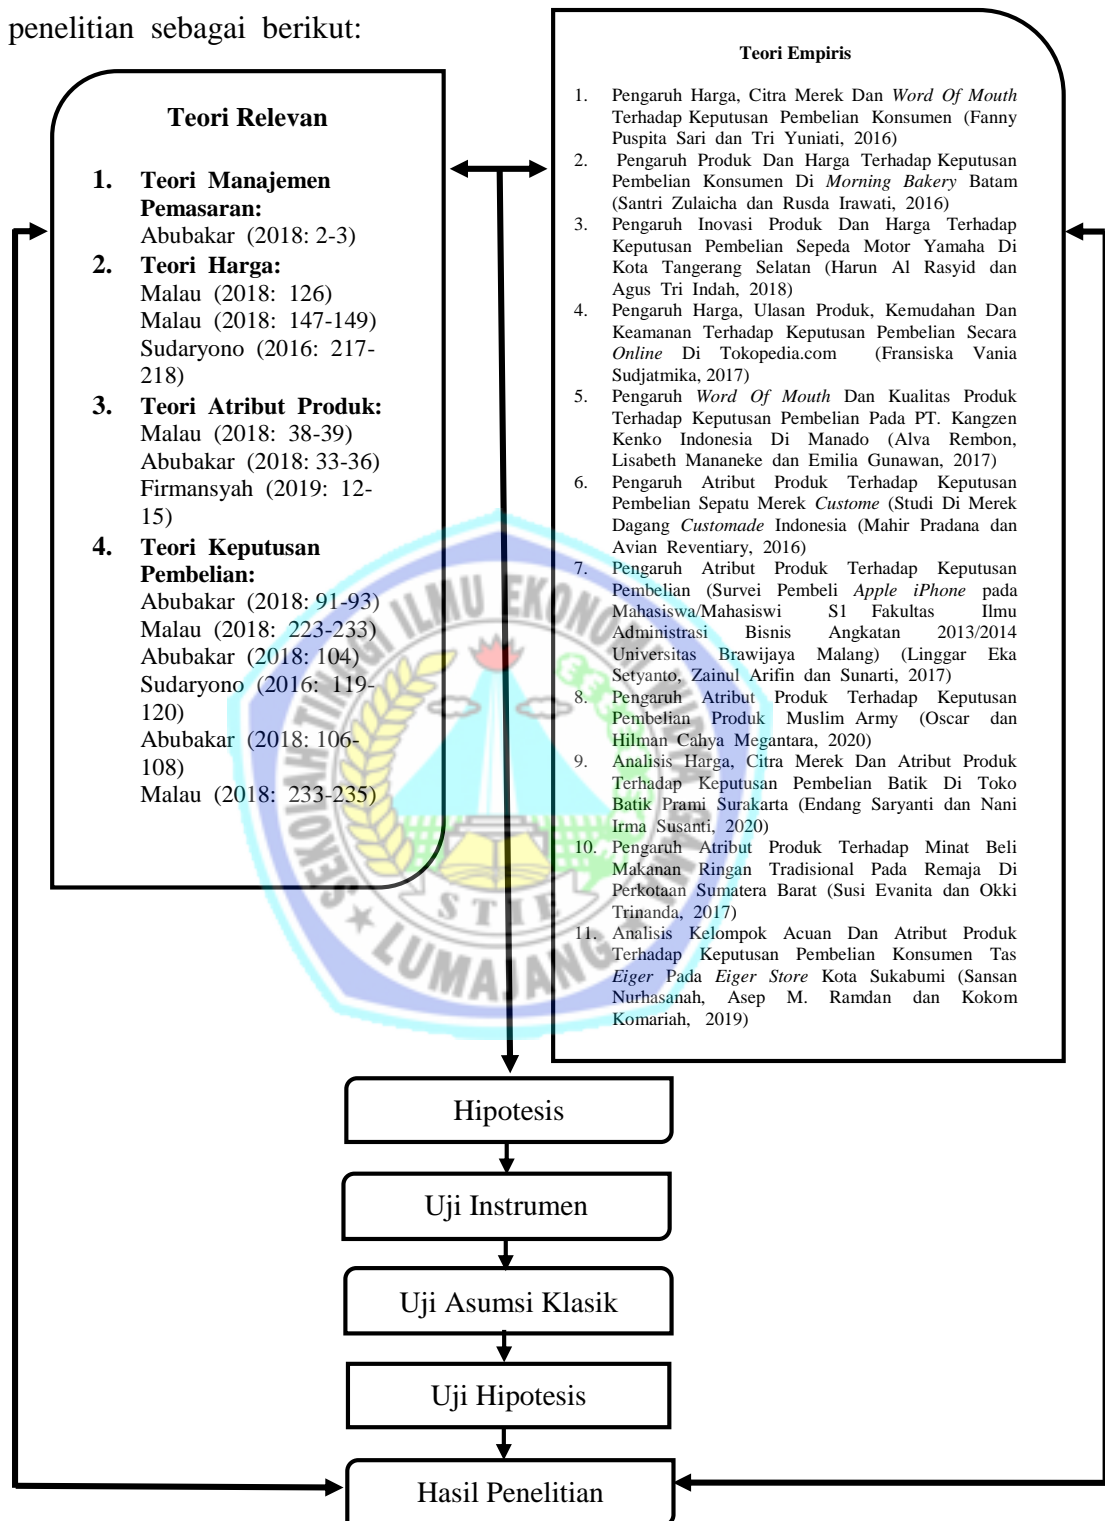 penelitian sebagai berikut:
Teori Relevan
1. Teori Manajemen
Pemasaran:
Abubakar (2018: 2-3)
2. Teori Harga:
Malau (2018: 126)
Malau (2018: 147-149)
Sudaryono (2016: 217-
218)
3. Teori Atribut Produk:
Malau (2018: 38-39)
Abubakar (2018: 33-36)
Firmansyah (2019: 12-
15)
4. Teori Keputusan
Pembelian:
Abubakar (2018: 91-93)
Malau (2018: 223-233)
Abubakar (2018: 104)
Sudaryono (2016: 119-
120)
Abubakar (2018: 106-
108)
Malau (2018: 233-235)
Teori Empiris
1. Pengaruh Harga, Citra Merek Dan Word Of Mouth
Terhadap Keputusan Pembelian Konsumen (Fanny
Puspita Sari dan Tri Yuniati, 2016)
2. Pengaruh Produk Dan Harga Terhadap Keputusan
Pembelian Konsumen Di Morning Bakery Batam
(Santri Zulaicha dan Rusda Irawati, 2016)
3. Pengaruh Inovasi Produk Dan Harga Terhadap
Keputusan Pembelian Sepeda Motor Yamaha Di
Kota Tangerang Selatan (Harun Al Rasyid dan
Agus Tri Indah, 2018)
4. Pengaruh Harga, Ulasan Produk, Kemudahan Dan
Keamanan Terhadap Keputusan Pembelian Secara
Online Di Tokopedia.com (Fransiska Vania
Sudjatmika, 2017)
5. Pengaruh Word Of Mouth Dan Kualitas Produk
Terhadap Keputusan Pembelian Pada PT. Kangzen
Kenko Indonesia Di Manado (Alva Rembon,
Lisabeth Mananeke dan Emilia Gunawan, 2017)
6. Pengaruh Atribut Produk Terhadap Keputusan
Pembelian Sepatu Merek Custome (Studi Di Merek
Dagang Customade Indonesia (Mahir Pradana dan
Avian Reventiary, 2016)
7. Pengaruh Atribut Produk Terhadap Keputusan
Pembelian (Survei Pembeli Apple iPhone pada
Mahasiswa/Mahasiswi S1 Fakultas Ilmu
Administrasi Bisnis Angkatan 2013/2014
Universitas Brawijaya Malang) (Linggar Eka
Setyanto, Zainul Arifin dan Sunarti, 2017)
8. Pengaruh Atribut Produk Terhadap Keputusan
Pembelian Produk Muslim Army (Oscar dan
Hilman Cahya Megantara, 2020)
9. Analisis Harga, Citra Merek Dan Atribut Produk
Terhadap Keputusan Pembelian Batik Di Toko
Batik Prami Surakarta (Endang Saryanti dan Nani
Irma Susanti, 2020)
10. Pengaruh Atribut Produk Terhadap Minat Beli
Makanan Ringan Tradisional Pada Remaja Di
Perkotaan Sumatera Barat (Susi Evanita dan Okki
Trinanda, 2017)
11. Analisis Kelompok Acuan Dan Atribut Produk
Terhadap Keputusan Pembelian Konsumen Tas
Eiger Pada Eiger Store Kota Sukabumi (Sansan
Nurhasanah, Asep M. Ramdan dan Kokom
Komariah, 2019)
SEKOLAH TINGGI ILMU EKONOMI WIDYA GAMA
STIE
LUMAJANG
Hipotesis
Uji Instrumen
Uji Asumsi Klasik
Uji Hipotesis
Hasil Penelitian